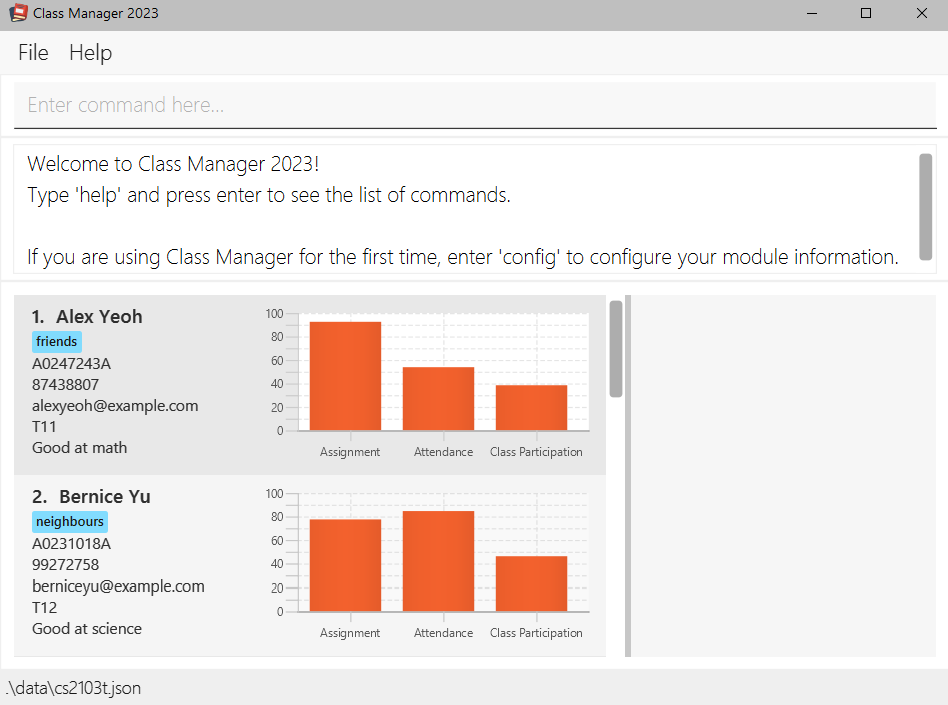 Class Manager 2023
File Help
Enter command here...
Welcome to Class Manager 2023!
Type 'help' and press enter to see the list of commands.
If you are using Class Manager for the first time, enter 'config' to configure your module information.
1. Alex Yeoh
friends
A0247243A
87438807
alexyeoh@example.com
T11
Good at math
100
80
60
40
20
0
Assignment Attendance Class Participation
2. Bernice Yu
neighbours
A0231018A
99272758
berniceyu@example.com
T12
Good at science
100
80
60
40
20
0
Assignment Attendance Class Participation
.\data\cs2103t.json